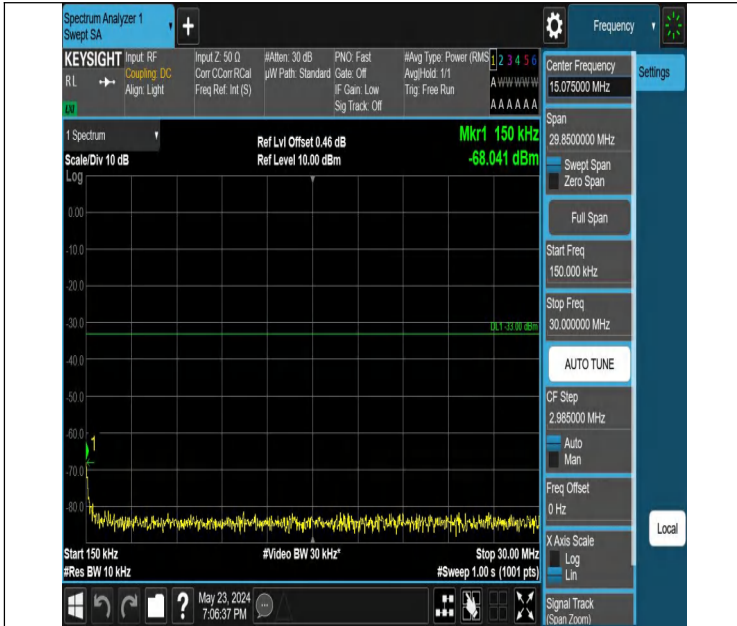 Spectrum Analyzer 1
Swept SA
+
Frequency
KEYSIGHT
RL
Input: RF
Coupling: DC
Align: Light
Input Z: 50 Ω
Corr CCorr RCal
Freq Ref: Int (S)
#Atten: 30 dB
µW Path: Standard
PNO: Fast
Gate: Off
IF Gain: Low
Sig Track: Off
#Avg Type: Power (RMS
Avg|Hold: 1/1
Trig: Free Run
1 2 3 4 5 6
A W W W W W
A A A A A A
1 Spectrum
Scale/Div 10 dB
Log
Ref Lvl Offset 0.46 dB
Ref Level 10.00 dBm
Mkr1 150 kHz
-68.041 dBm
0.00
-10.0
-20.0
-30.0
DL1 -33.00 dBm
-40.0
-50.0
-60.0
1
-70.0
-80.0
Start 150 kHz
#Res BW 10 kHz
#Video BW 30 kHz*
Stop 30.00 MHz
#Sweep 1.00 s (1001 pts)
?
May 23, 2024
7:06:37 PM
Center Frequency
15.075000 MHz
Settings
Span
29.8500000 MHz
Swept Span
Zero Span
Full Span
Start Freq
150.000 kHz
Stop Freq
30.000000 MHz
AUTO TUNE
CF Step
2.985000 MHz
Auto
Man
Freq Offset
0 Hz
X Axis Scale
Log
Lin
Local
Signal Track
(Span Zoom)